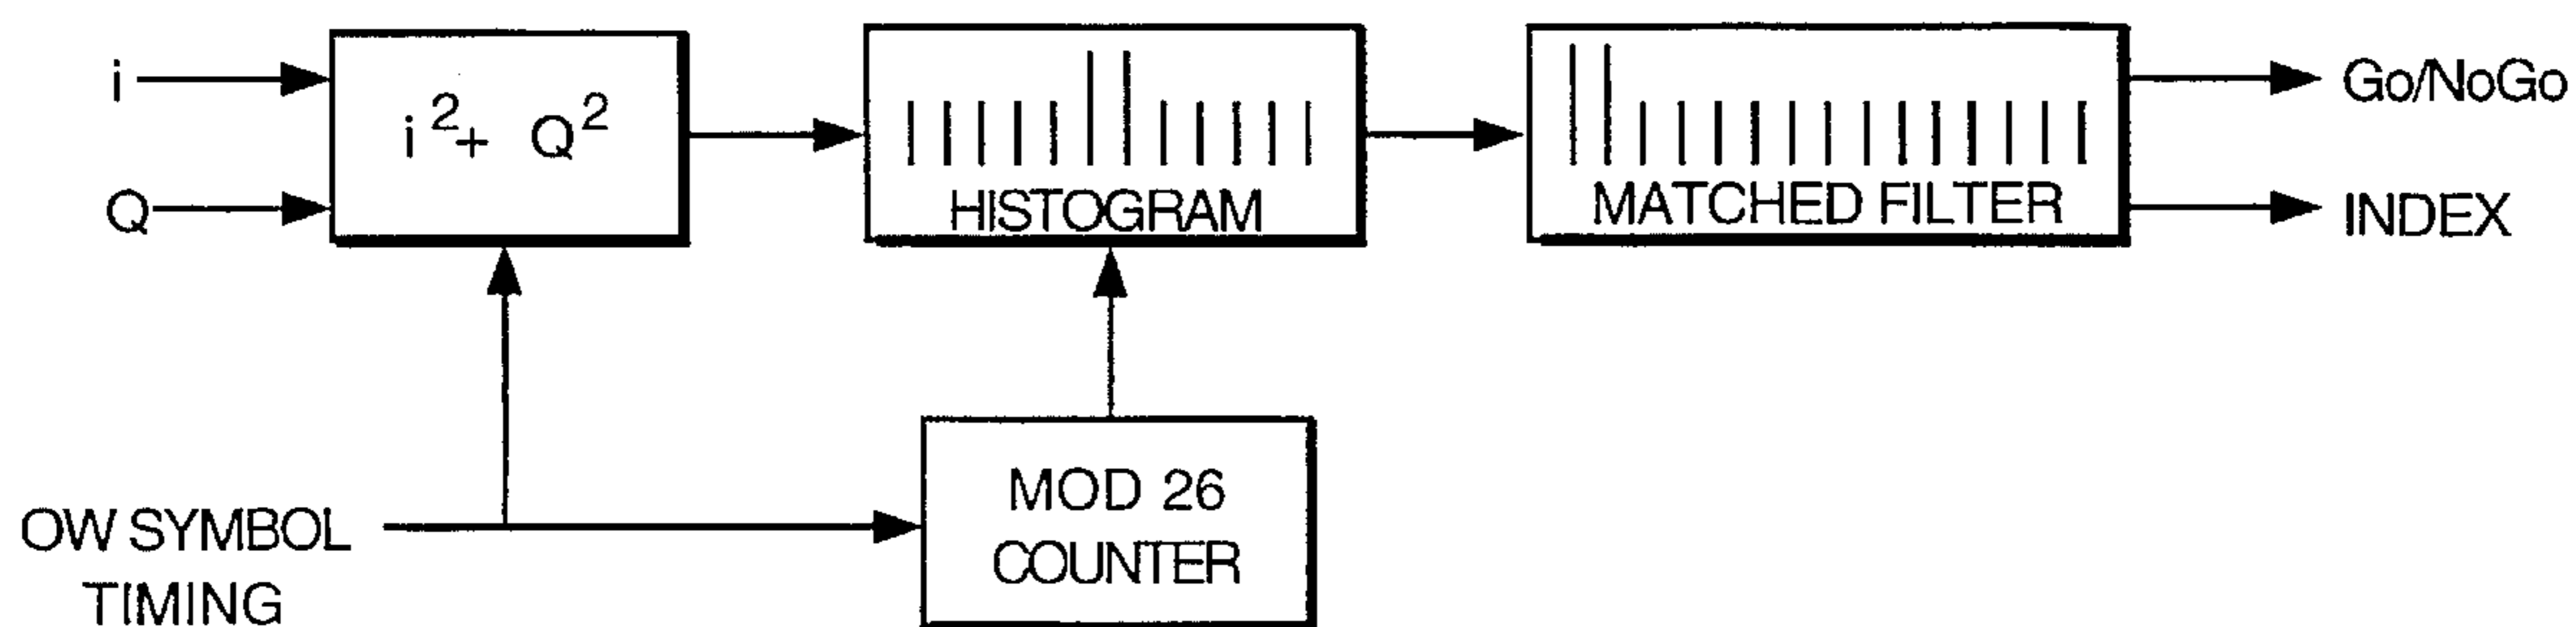 i
Q
i² + Q²
HISTOGRAM
MATCHED FILTER
Go/NoGo
INDEX
OW SYMBOL
TIMING
MOD 26
COUNTER